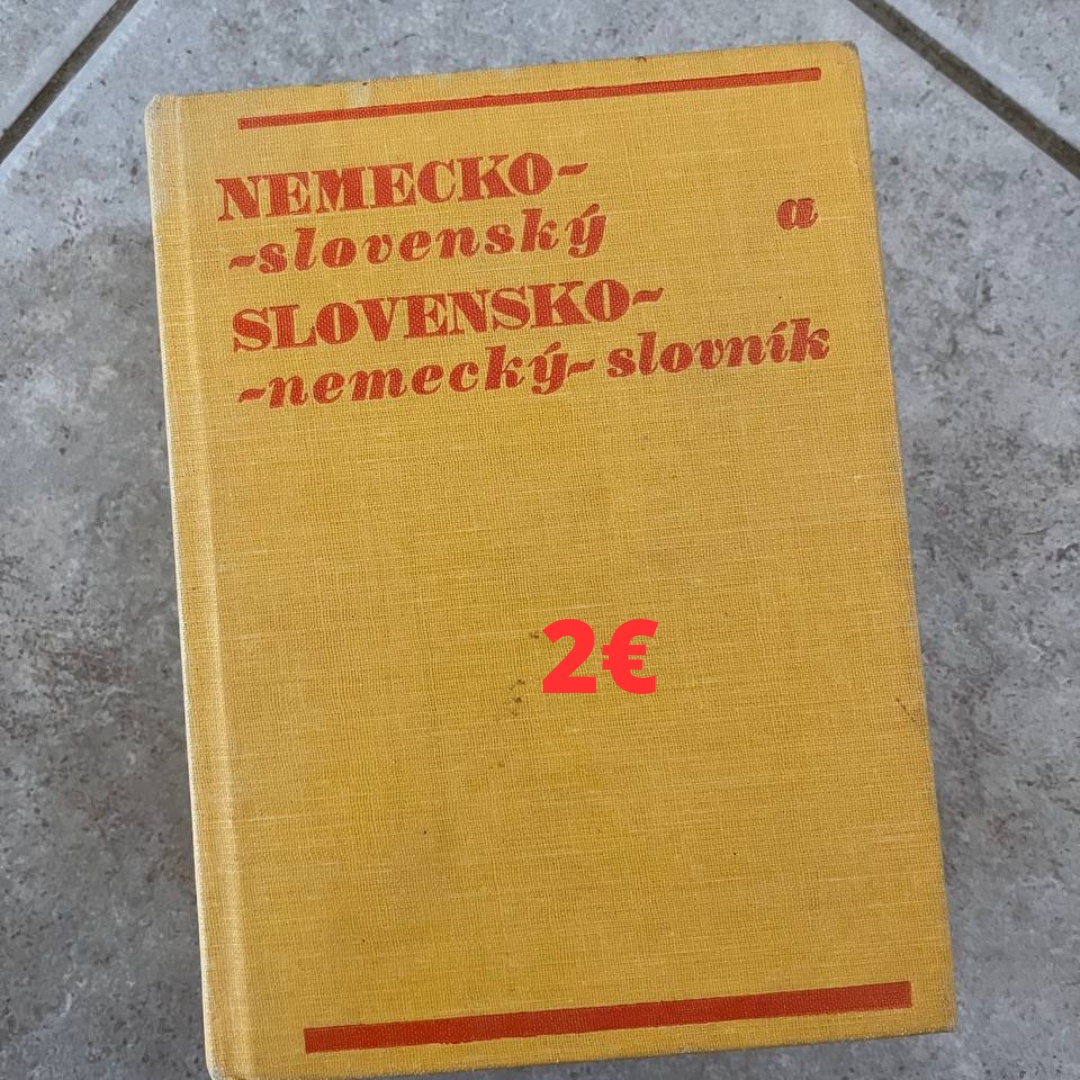 NEMECKO-
-slovenský a
SLOVENSKO-
-nemecký- slovník
2€